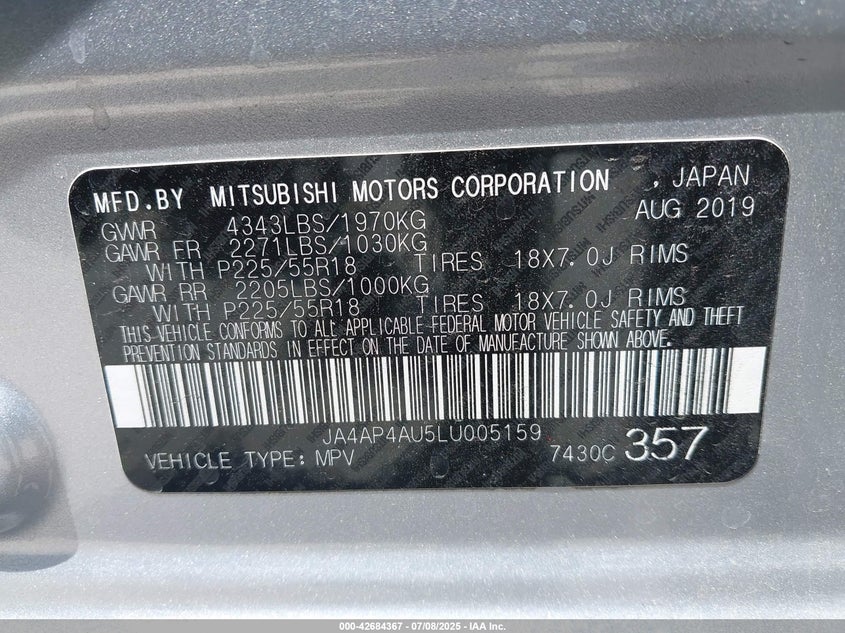 MFD.BY MITSUBISHI MOTORS CORPORATION , JAPAN
GVWR 4343LBS/1970KG AUG 2019
GAWR FR 2271LBS/1030KG
WITH P225/55R18 TIRES 18X7.0J RIMS
GAWR RR 2205LBS/1000KG
WITH P225/55R18 TIRES 18X7.0J RIMS
THIS VEHICLE CONFORMS TO ALL APPLICABLE FEDERAL MOTOR VEHICLE SAFETY AND THEFT
PREVENTION STANDARDS IN EFFECT ON THE DATE OF MANUFACTURE SHOWN ABOVE.
JA4AP4AU5LU005159
VEHICLE TYPE: MPV 7430C 357
000-42684367 - 07/08/2025 - IAA Inc.